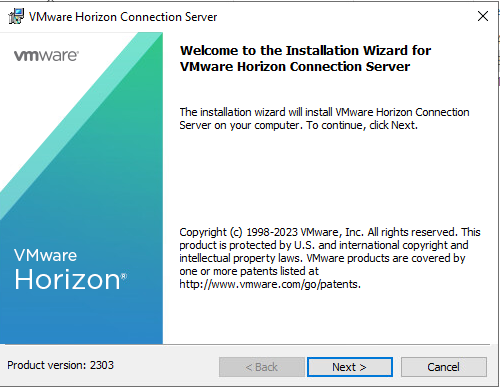 VMware Horizon Connection Server
vmware®
Welcome to the Installation Wizard for
VMware Horizon Connection Server
The installation wizard will install VMware Horizon Connection
Server on your computer. To continue, click Next.
Copyright (c) 1998-2023 VMware, Inc. All rights reserved. This
product is protected by U.S. and international copyright and
intellectual property laws. VMware products are covered by
one or more patents listed at
http://www.vmware.com/go/patents.
VMware
Horizon®
Product version: 2303
< Back
Next >
Cancel